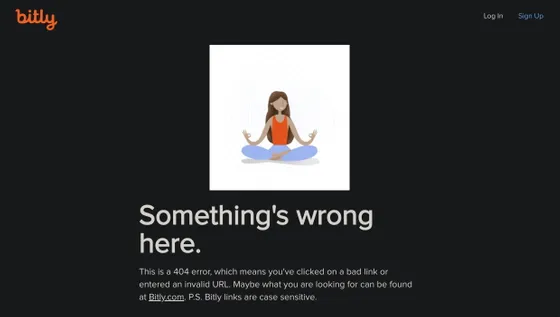 bitly
Log In
Sign Up
Something's wrong
here.
This is a 404 error, which means you've clicked on a bad link or
entered an invalid URL. Maybe what you are looking for can be found
at Bitly.com. P.S. Bitly links are case sensitive.